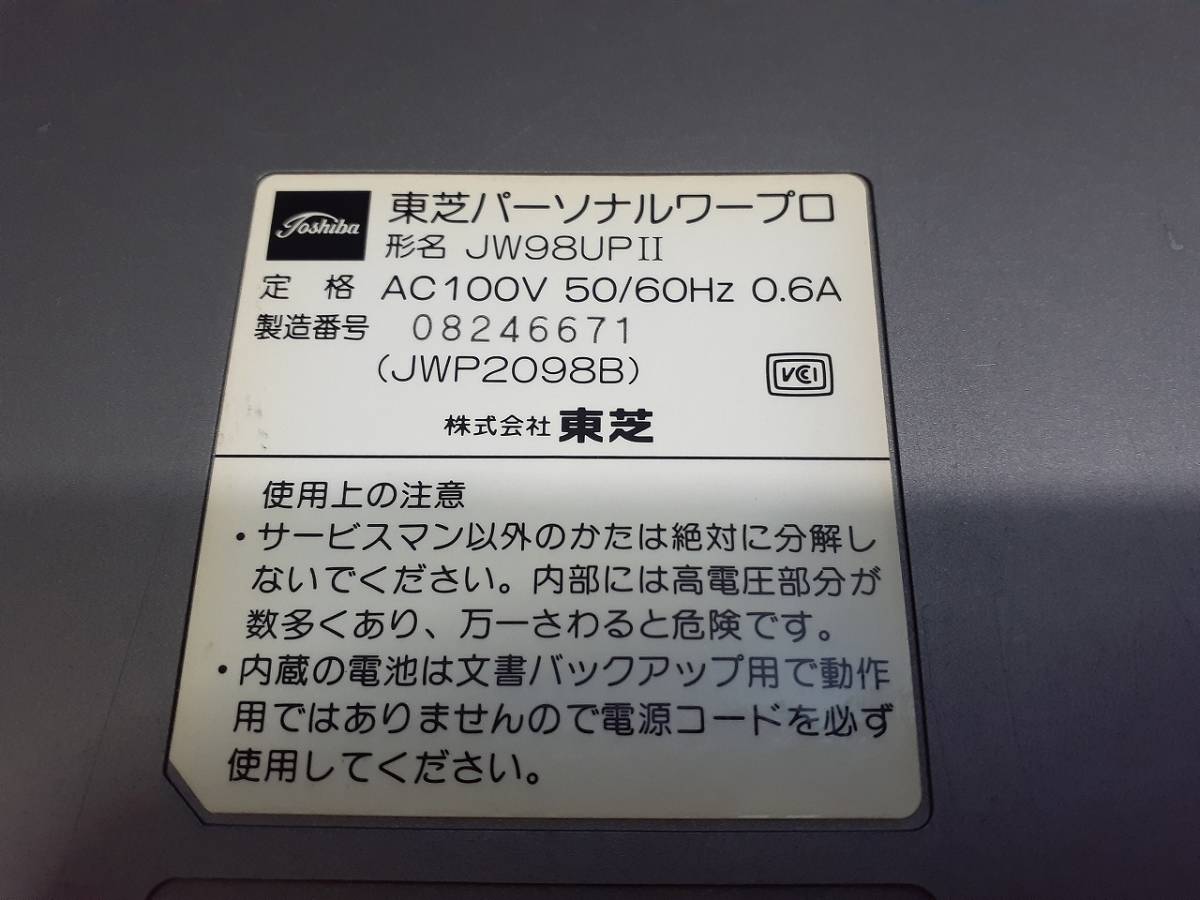 Toshiba
東芝パーソナルワープロ
形名 JW98UPII
定 格 AC100V 50/60Hz 0.6A
製造番号 08246671
(JWP2098B)
VCCI
株式会社 東芝
使用上の注意
・サービスマン以外のかたは絶対に分解し
ないでください。内部には高電圧部分が
数多くあり、万一さわると危険です。
・内蔵の電池は文書バックアップ用で動作
用ではありませんので電源コードを必ず
使用してください。